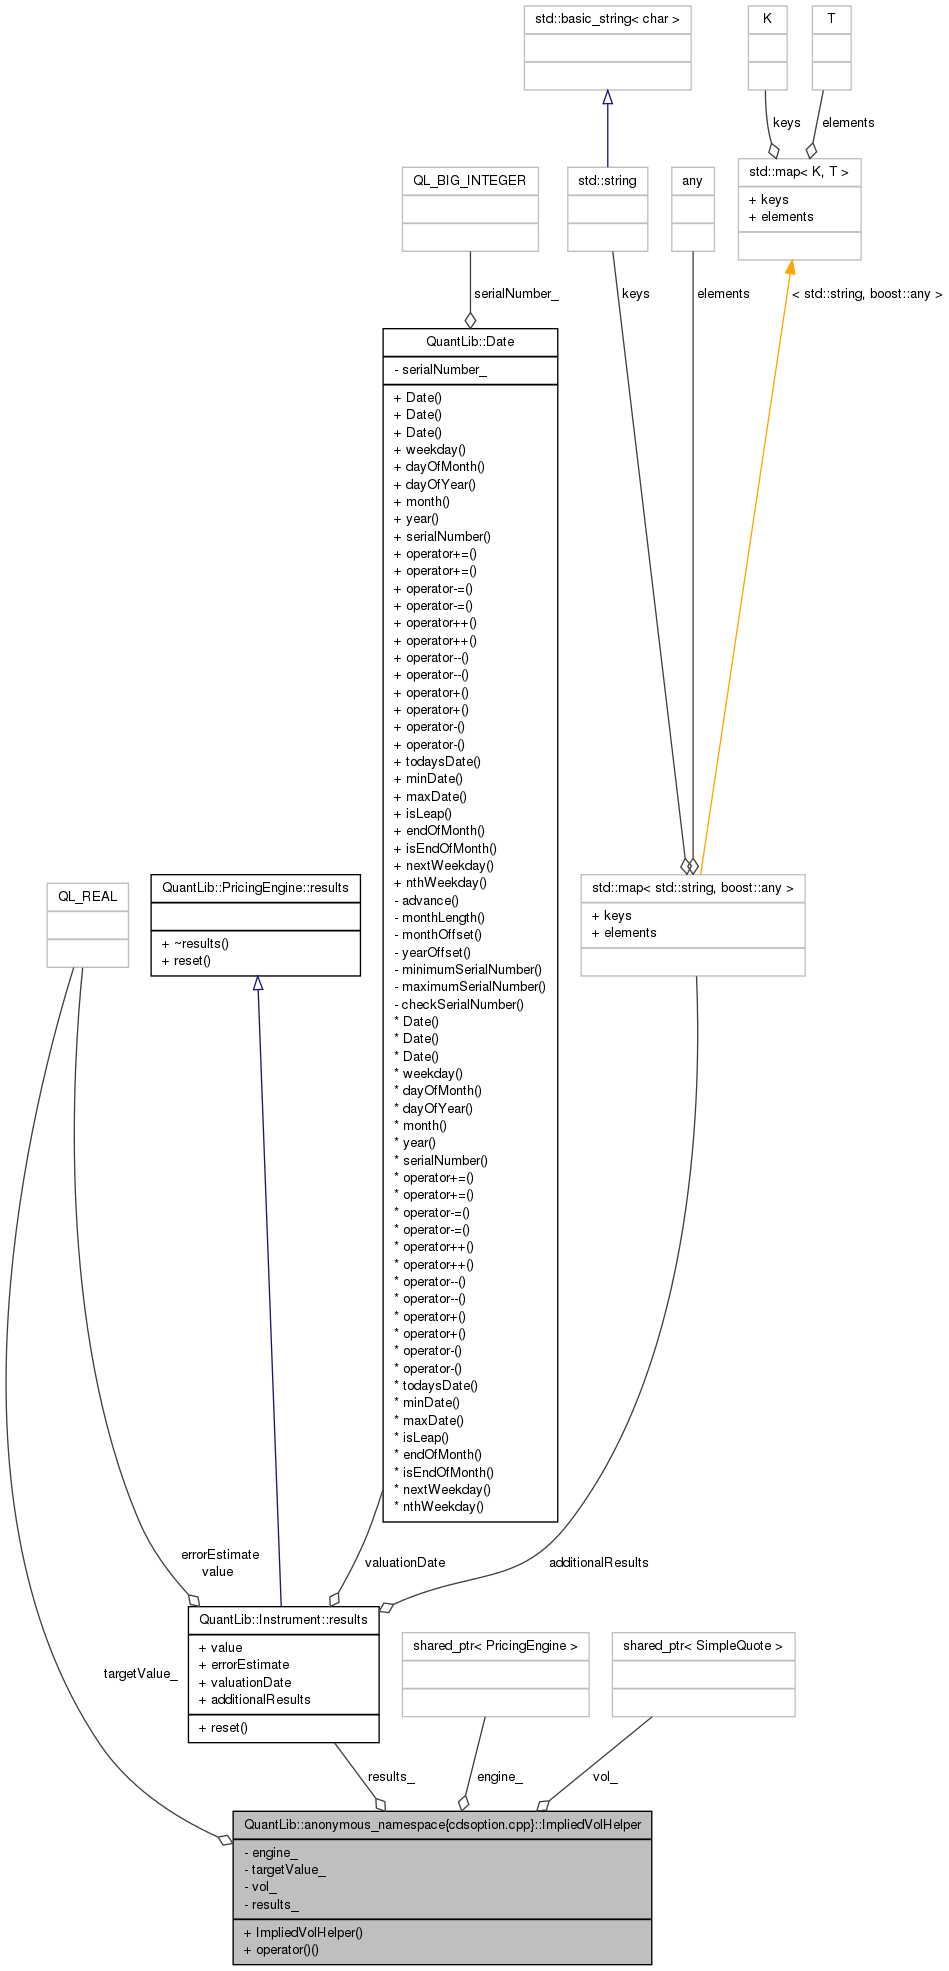 std::basic_string< char >
K
T
keys
elements
QL_BIG_INTEGER
std::string
any
std::map< K, T >
+ keys
+ elements
serialNumber_
keys
elements
< std::string, boost::any >
QuantLib::Date
- serialNumber_
+ Date()
+ Date()
+ Date()
+ weekday()
+ dayOfMonth()
+ dayOfYear()
+ month()
+ year()
+ serialNumber()
+ operator+=()
+ operator+=()
+ operator-=()
+ operator-=()
+ operator++()
+ operator++()
+ operator--()
+ operator--()
+ operator+()
+ operator+()
+ operator-()
+ operator-()
+ todaysDate()
+ minDate()
+ maxDate()
+ isLeap()
+ endOfMonth()
+ isEndOfMonth()
+ nextWeekday()
+ nthWeekday()
- advance()
- monthLength()
- monthOffset()
- yearOffset()
- minimumSerialNumber()
- maximumSerialNumber()
- checkSerialNumber()
* Date()
* Date()
* Date()
* weekday()
* dayOfMonth()
* dayOfYear()
* month()
* year()
* serialNumber()
* operator+=()
* operator+=()
* operator-=()
* operator-=()
* operator++()
* operator++()
* operator--()
* operator--()
* operator+()
* operator+()
* operator-()
* operator-()
* todaysDate()
* minDate()
* maxDate()
* isLeap()
* endOfMonth()
* isEndOfMonth()
* nextWeekday()
* nthWeekday()
QL_REAL
QuantLib::PricingEngine::results
+ ~results()
+ reset()
std::map< std::string, boost::any >
+ keys
+ elements
errorEstimate
value
valuationDate
additionalResults
QuantLib::Instrument::results
+ value
+ errorEstimate
+ valuationDate
+ additionalResults
+ reset()
shared_ptr< PricingEngine >
shared_ptr< SimpleQuote >
targetValue_
results_
engine_
vol_
QuantLib::anonymous_namespace{cdsoption.cpp}::ImpliedVolHelper
- engine_
- targetValue_
- vol_
- results_
+ ImpliedVolHelper()
+ operator()()